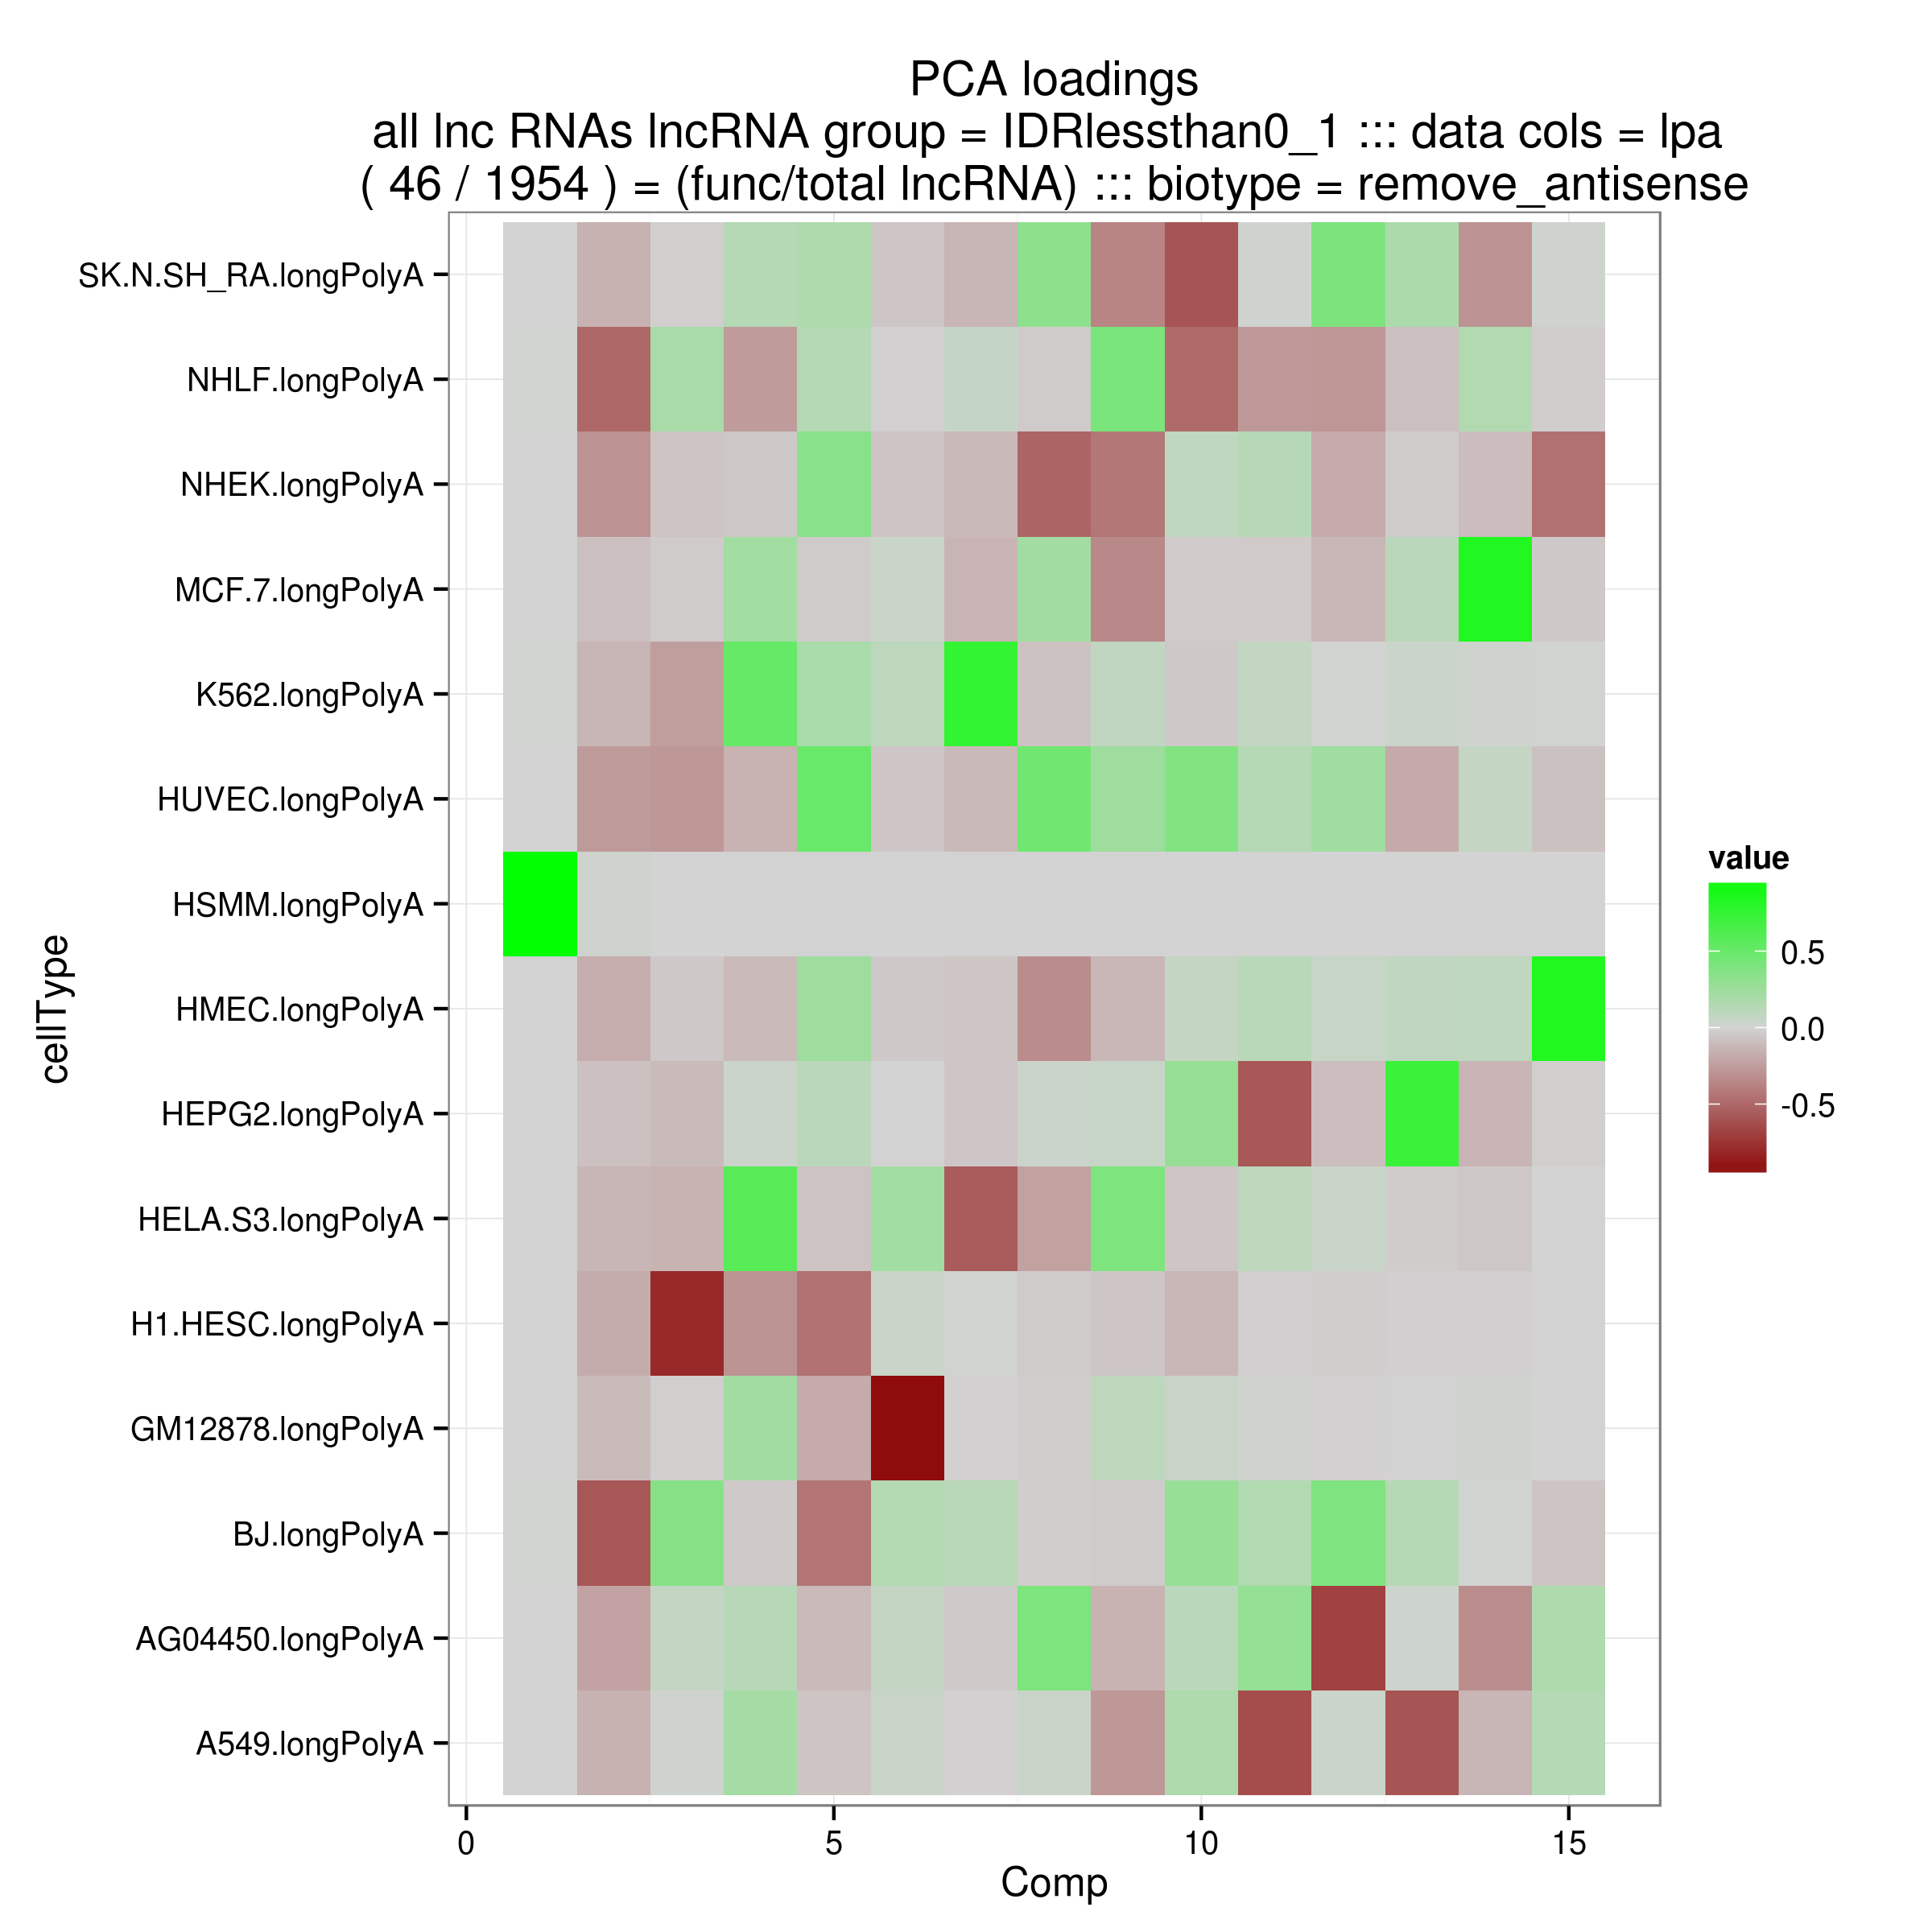 PCA loadings
all lnc RNAs lncRNA group = IDRlessthan0_1 ::: data cols = lpa
( 46 / 1954 ) = (func/total lncRNA) ::: biotype = remove_antisense
cellType
SK.N.SH_RA.longPolyA
NHLF.longPolyA
NHEK.longPolyA
MCF.7.longPolyA
K562.longPolyA
HUVEC.longPolyA
HSMM.longPolyA
HMEC.longPolyA
HEPG2.longPolyA
HELA.S3.longPolyA
H1.HESC.longPolyA
GM12878.longPolyA
BJ.longPolyA
AG04450.longPolyA
A549.longPolyA
0 5 10 15
Comp
value
0.5
0.0
-0.5